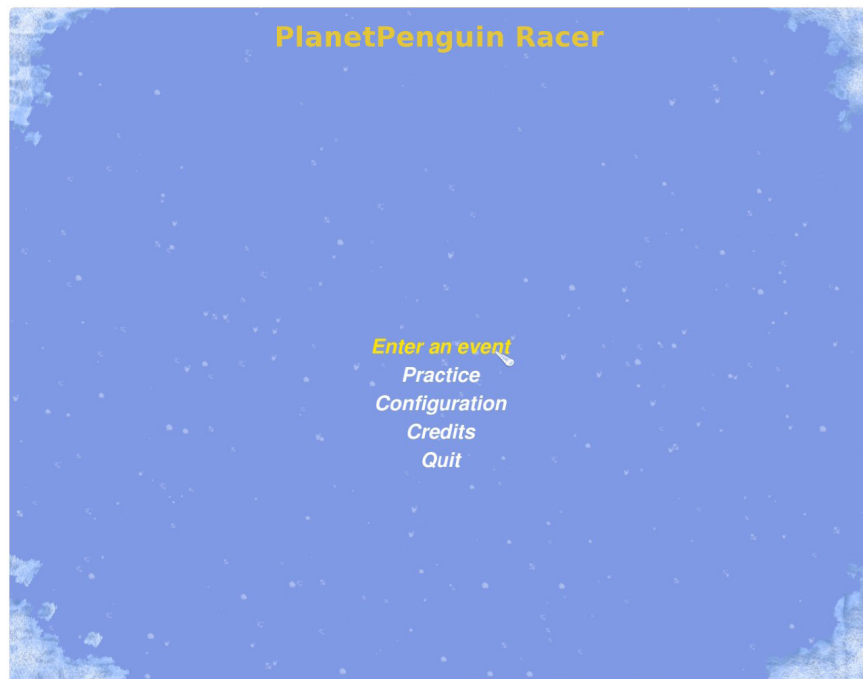 PlanetPenguin Racer
Enter an event
Practice
Configuration
Credits
Quit